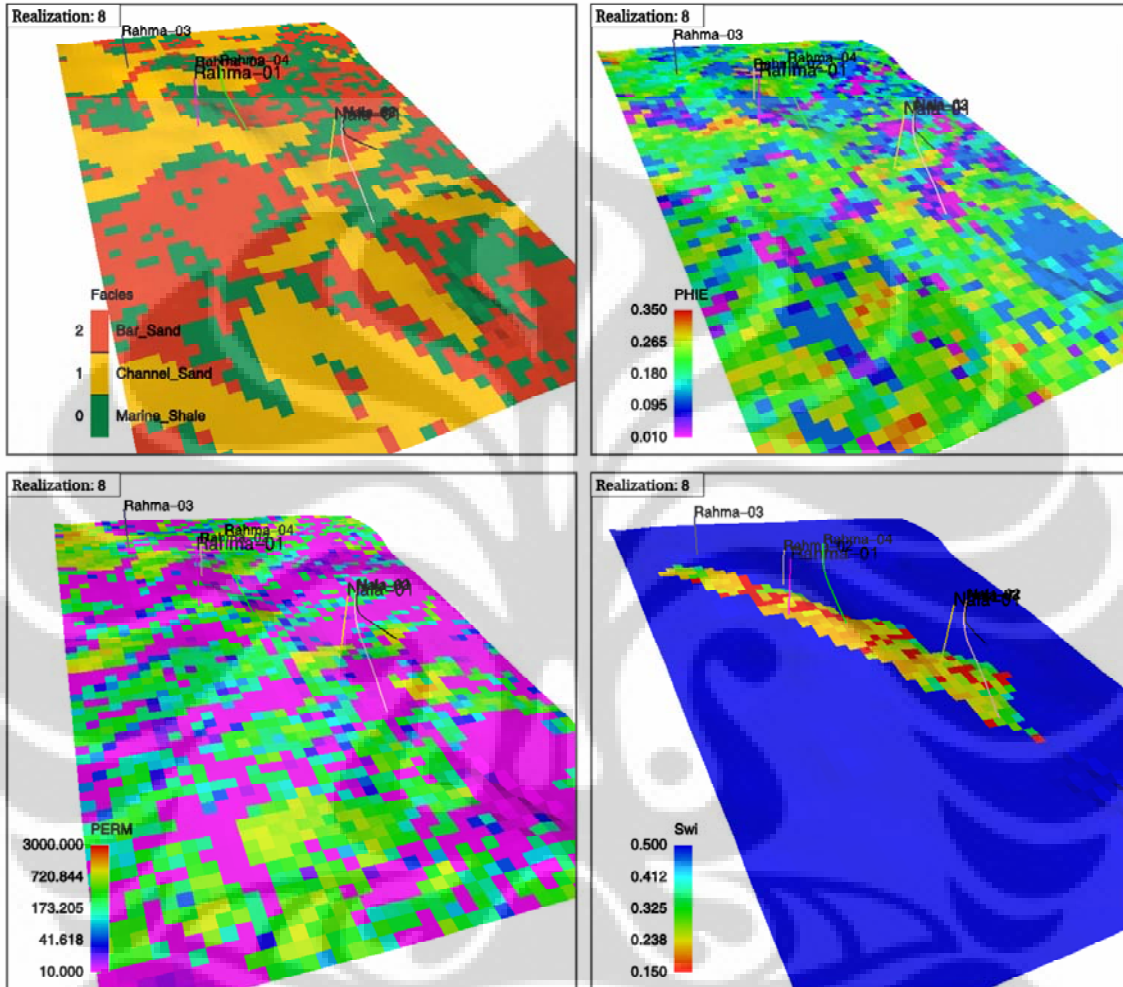 Realization: 8
Rahma-03
Rahma-04
Rahma-01
Facies
2 Bar_Sand
1 Channel_Sand
0 Marine_Shale
Realization: 8
Rahma-03
Rahma-04
Rahma-01
PHIE
0.350
0.265
0.180
0.095
0.010
Realization: 8
Rahma-03
Rahma-04
Rahma-01
PERM
3000.000
720.844
173.205
41.618
10.000
Realization: 8
Rahma-03
Rahma-04
Rahma-01
Swi
0.500
0.412
0.325
0.238
0.150